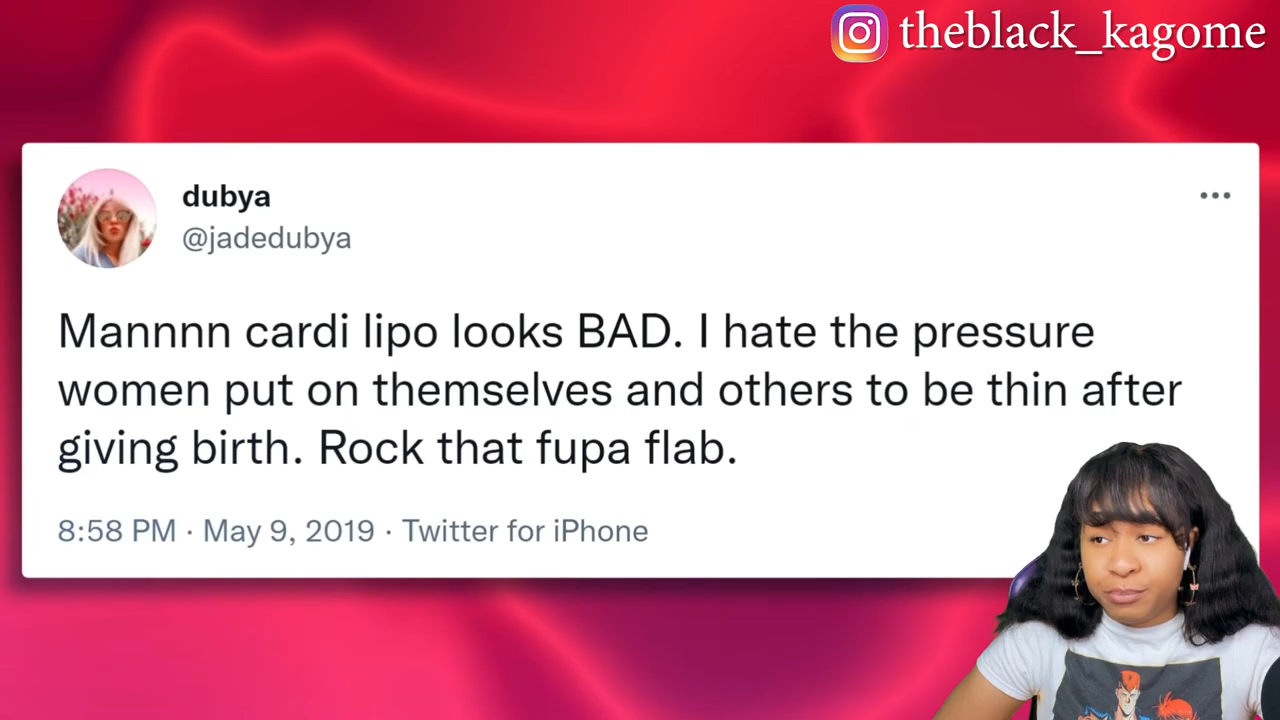 theblack_kagome
dubya
@jadedubya
Mannnn cardi lipo looks BAD. I hate the pressure
women put on themselves and others to be thin after
giving birth. Rock that fupa flab.
8:58 PM · May 9, 2019 · Twitter for iPhone